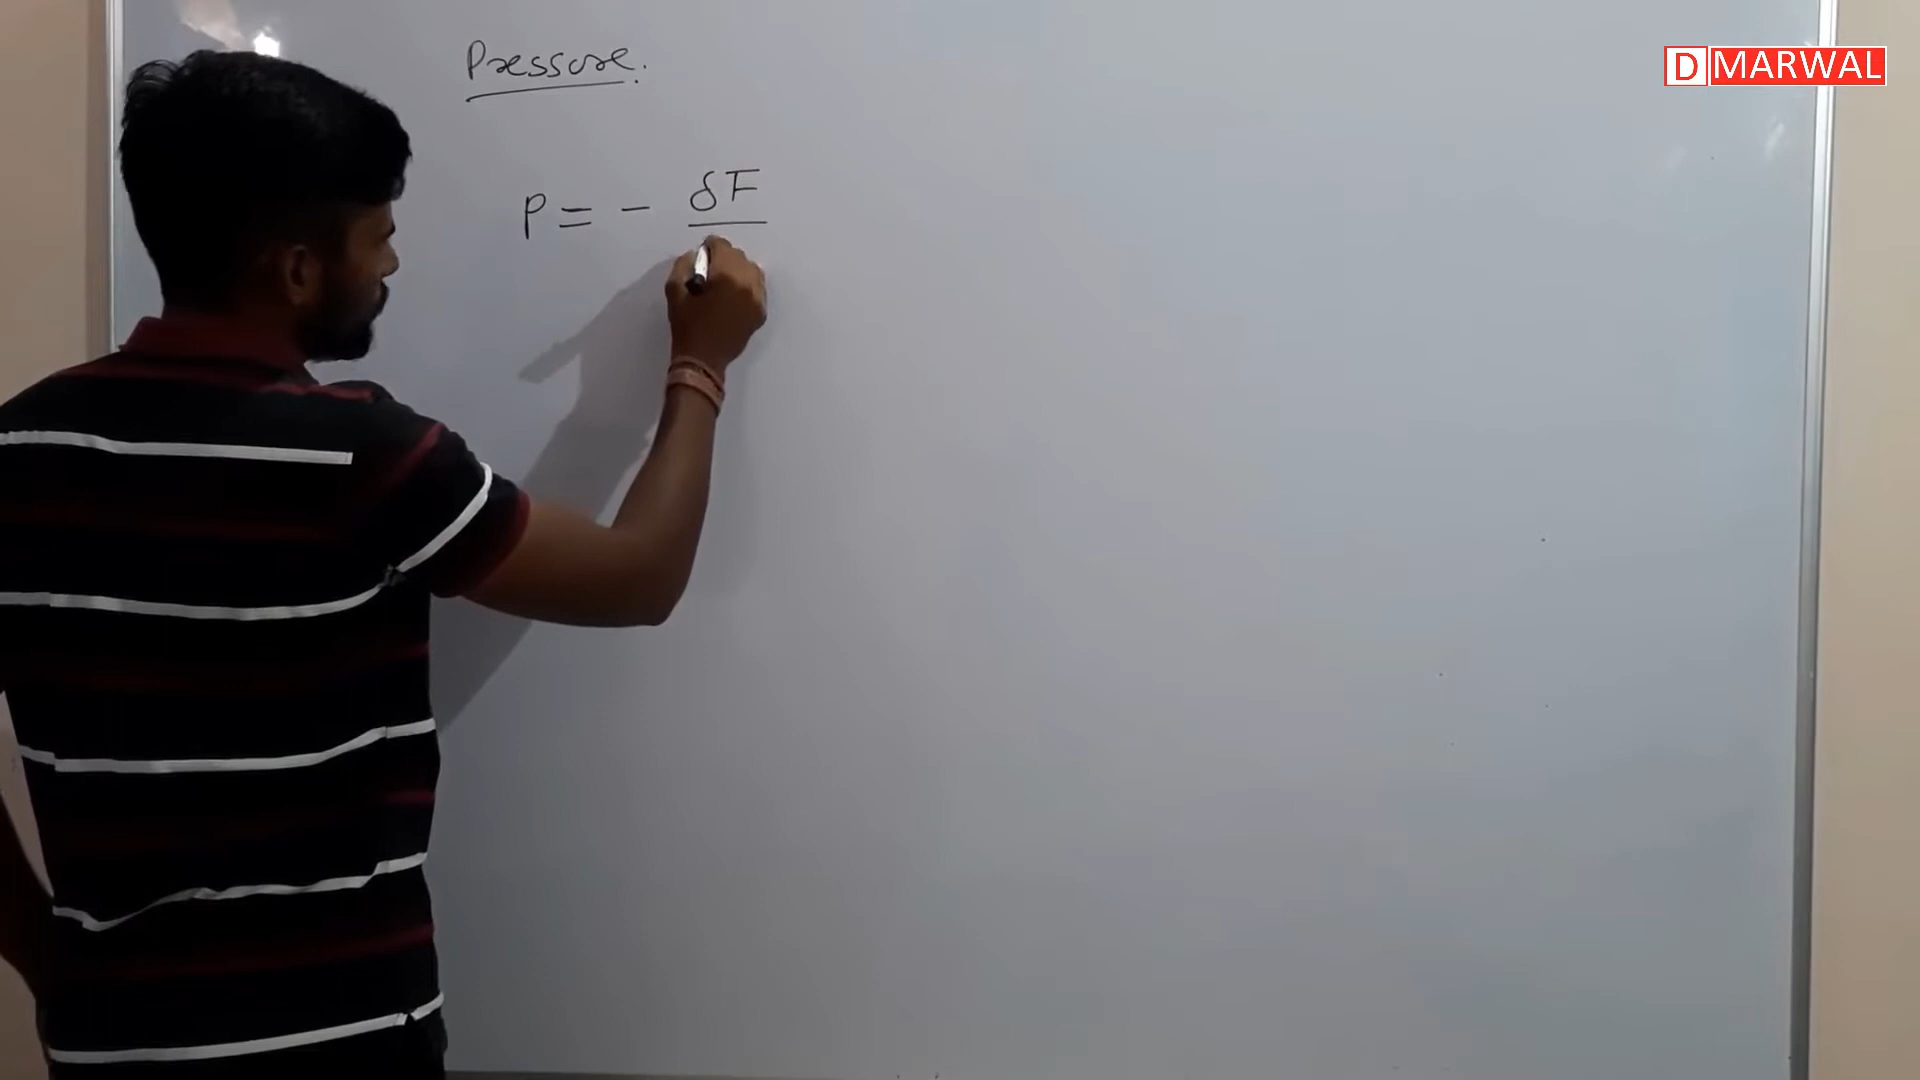 Pressure.
P = - δF
D MARWAL